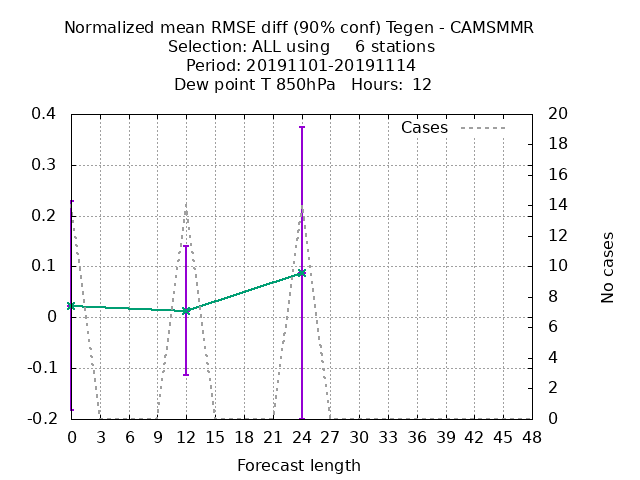 Normalized mean RMSE diff (90% conf) Tegen - CAMSMMR
Selection: ALL using     6 stations
Period: 20191101-20191114
Dew point T 850hPa   Hours:  12
Cases
0.4
0.3
0.2
0.1
0
-0.1
-0.2
20
18
16
14
12
10
8
6
4
2
0
No cases
0 3 6 9 12 15 18 21 24 27 30 33 36 39 42 45 48
Forecast length